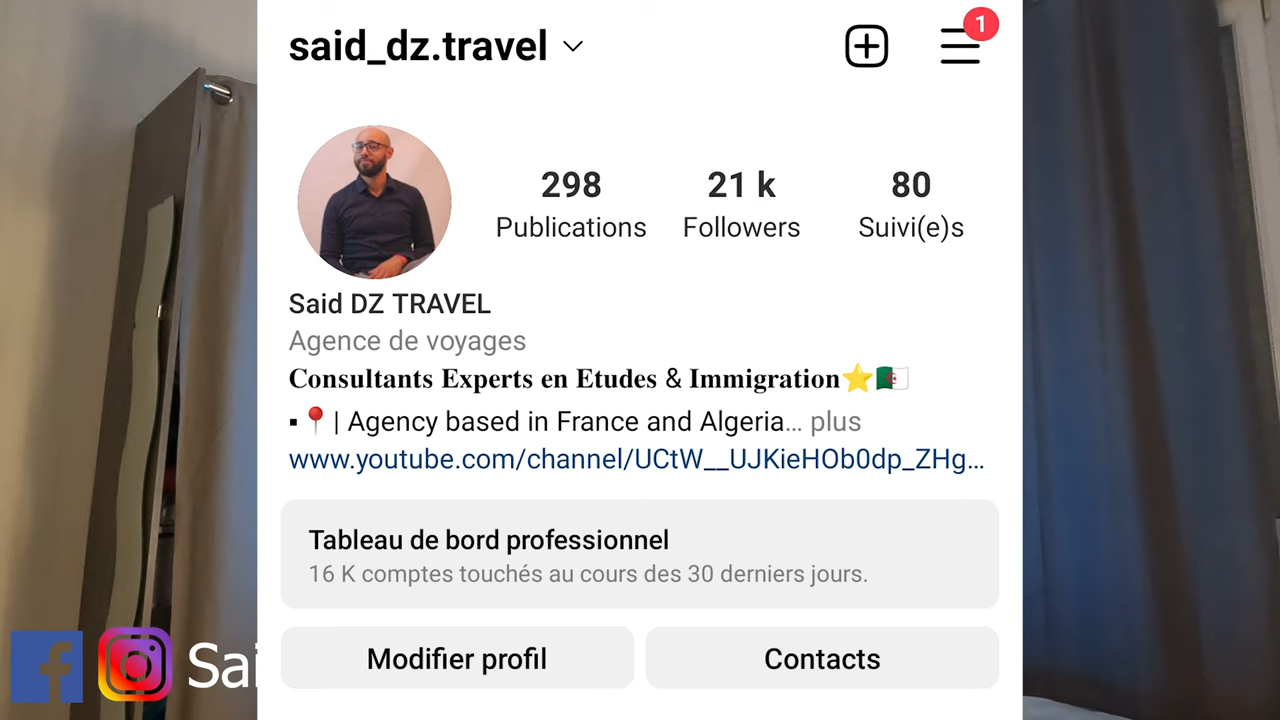 said_dz.travel
1
298
21 k
80
Publications
Followers
Suivi(e)s
Said DZ TRAVEL
Agence de voyages
Consultants Experts en Etudes & Immigration⭐🇩🇿
▪️📍| Agency based in France and Algeria… plus
www.youtube.com/channel/UCtW__UJKieHOb0dp_ZHg…
Tableau de bord professionnel
16 K comptes touchés au cours des 30 derniers jours.
Modifier profil
Contacts
Sai